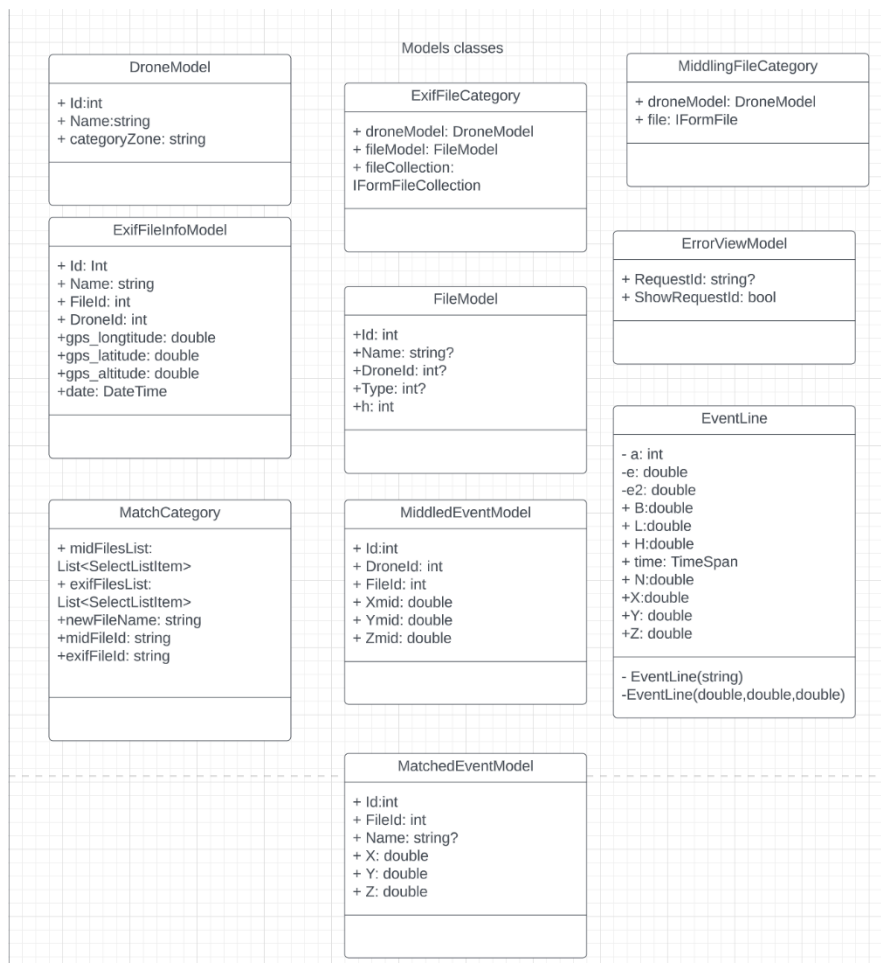 Models classes
DroneModel
+ Id:int
+ Name:string
+ categoryZone: string
ExifFileCategory
+ droneModel: DroneModel
+ fileModel: FileModel
+ fileCollection:
IFormFileCollection
MiddlingFileCategory
+ droneModel: DroneModel
+ file: IFormFile
ExifFileInfoModel
+ Id: Int
+ Name: string
+ FileId: int
+ DroneId: int
+gps_longtitude: double
+gps_latitude: double
+gps_altitude: double
+date: DateTime
FileModel
+Id: int
+Name: string?
+DroneId: int?
+Type: int?
+h: int
ErrorViewModel
+ RequestId: string?
+ ShowRequestId: bool
MatchCategory
+ midFilesList:
List<SelectListItem>
+ exifFilesList:
List<SelectListItem>
+newFileName: string
+midFileId: string
+exifFileId: string
MiddledEventModel
+ Id:int
+ DroneId: int
+ FileId: int
+ Xmid: double
+ Ymid: double
+ Zmid: double
EventLine
- a: int
-e: double
-e2: double
+ B:double
+ L:double
+ H:double
+ time: TimeSpan
+ N:double
+X:double
+Y: double
+Z: double
- EventLine(string)
-EventLine(double,double,double)
MatchedEventModel
+ Id:int
+ FileId: int
+ Name: string?
+ X: double
+ Y: double
+ Z: double